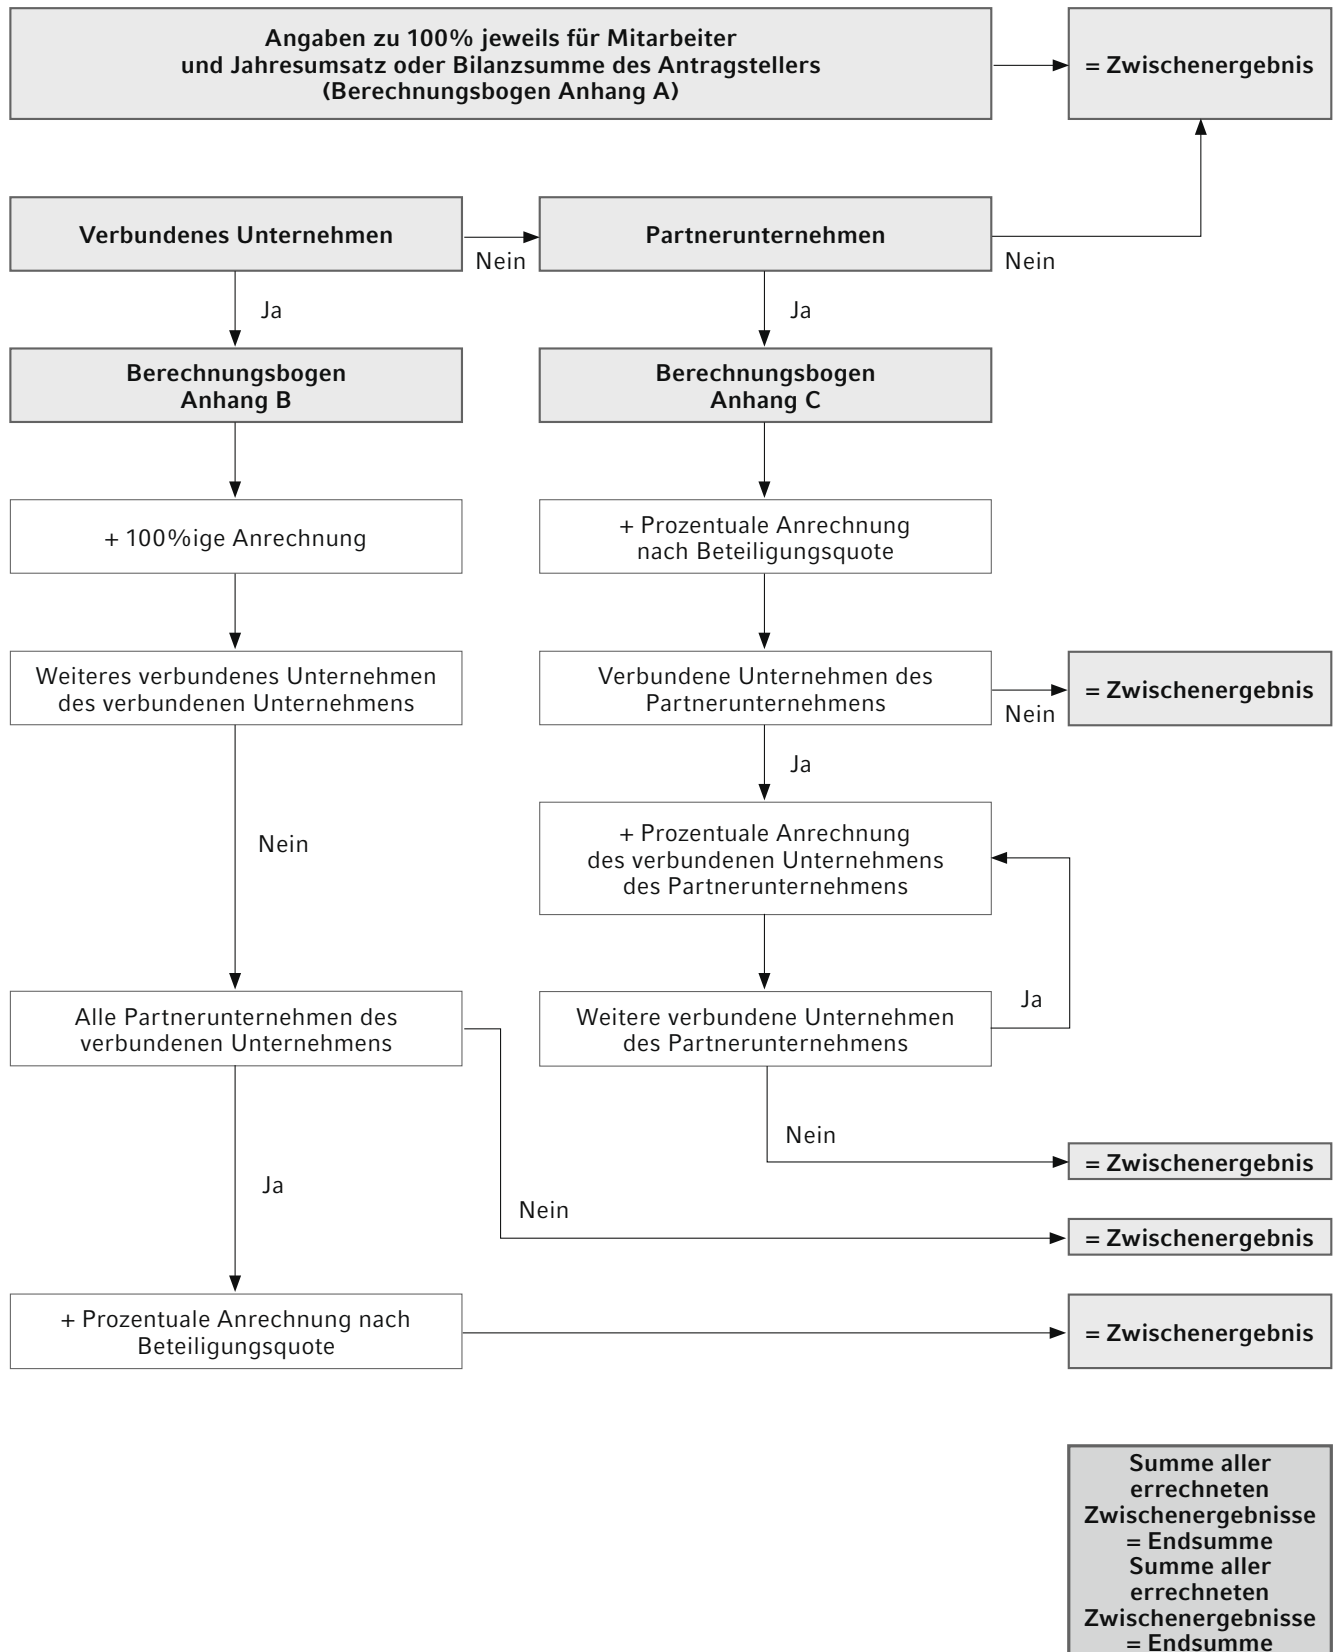 Angaben zu 100% jeweils für Mitarbeiter
und Jahresumsatz oder Bilanzsumme des Antragstellers
(Berechnungsbogen Anhang A)
= Zwischenergebnis
Verbundenes Unternehmen
Nein
Partnerunternehmen
Nein
Ja
Ja
Berechnungsbogen
Anhang B
Berechnungsbogen
Anhang C
+ 100%ige Anrechnung
+ Prozentuale Anrechnung
nach Beteiligungsquote
Weiteres verbundenes Unternehmen
des verbundenen Unternehmens
Verbundene Unternehmen des
Partnerunternehmens
Nein
= Zwischenergebnis
Ja
Nein
+ Prozentuale Anrechnung
des verbundenen Unternehmens
des Partnerunternehmens
Ja
Alle Partnerunternehmen des
verbundenen Unternehmens
Weitere verbundene Unternehmen
des Partnerunternehmens
Nein
= Zwischenergebnis
Ja
Nein
= Zwischenergebnis
+ Prozentuale Anrechnung nach
Beteiligungsquote
= Zwischenergebnis
Summe aller
errechneten
Zwischenergebnisse
= Endsumme
Summe aller
errechneten
Zwischenergebnisse
= Endsumme